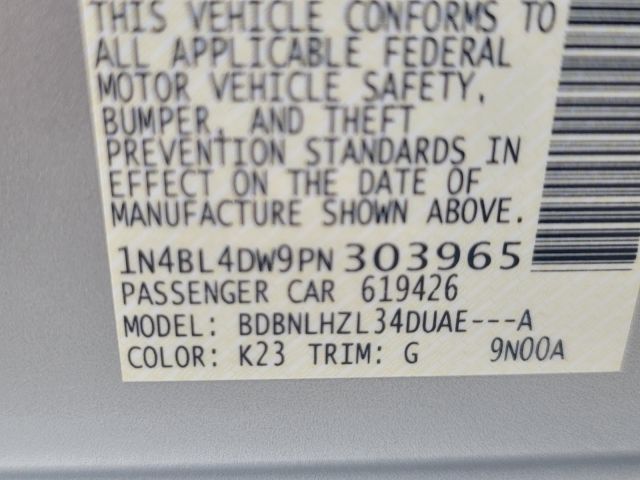 THIS VEHICLE CONFORMS TO
ALL APPLICABLE FEDERAL
MOTOR VEHICLE SAFETY,
BUMPER, AND THEFT
PREVENTION STANDARDS IN
EFFECT ON THE DATE OF
MANUFACTURE SHOWN ABOVE.
1N4BL4DW9PN303965
PASSENGER CAR 619426
MODEL: BDBNLHZL34DUAE---A
COLOR: K23 TRIM: G 9N00A